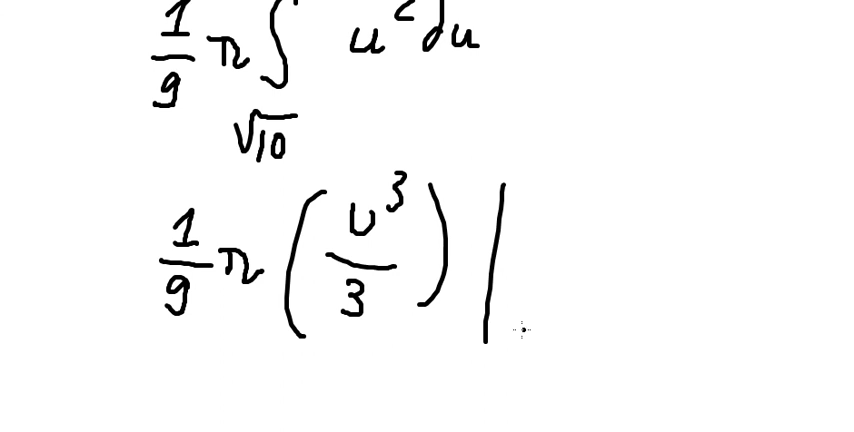 1/9 π ∫ u² du
√10
1/9 π (u³/3) |